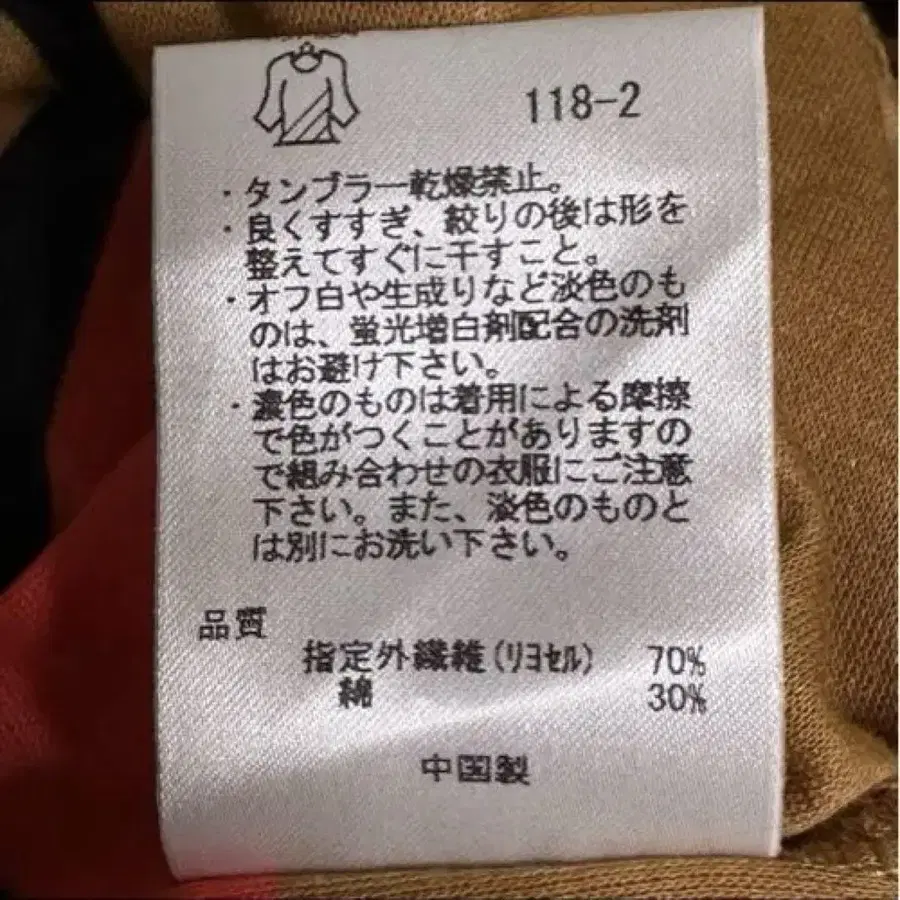 118-2
・タンブラー乾燥禁止。
・良くすすぎ、絞りの後は形を
整えてすぐに干すこと。
・オフ白や生成りなど淡色のも
のは、蛍光増白剤配合の洗剤
はお避け下さい。
・濃色のものは着用による摩擦
で色がつくことがありますの
で組み合わせの衣服にご注意
下さい。また、淡色のものと
は別にお洗い下さい。
品質
指定外繊維(リヨセル) 70%
綿 30%
中国製